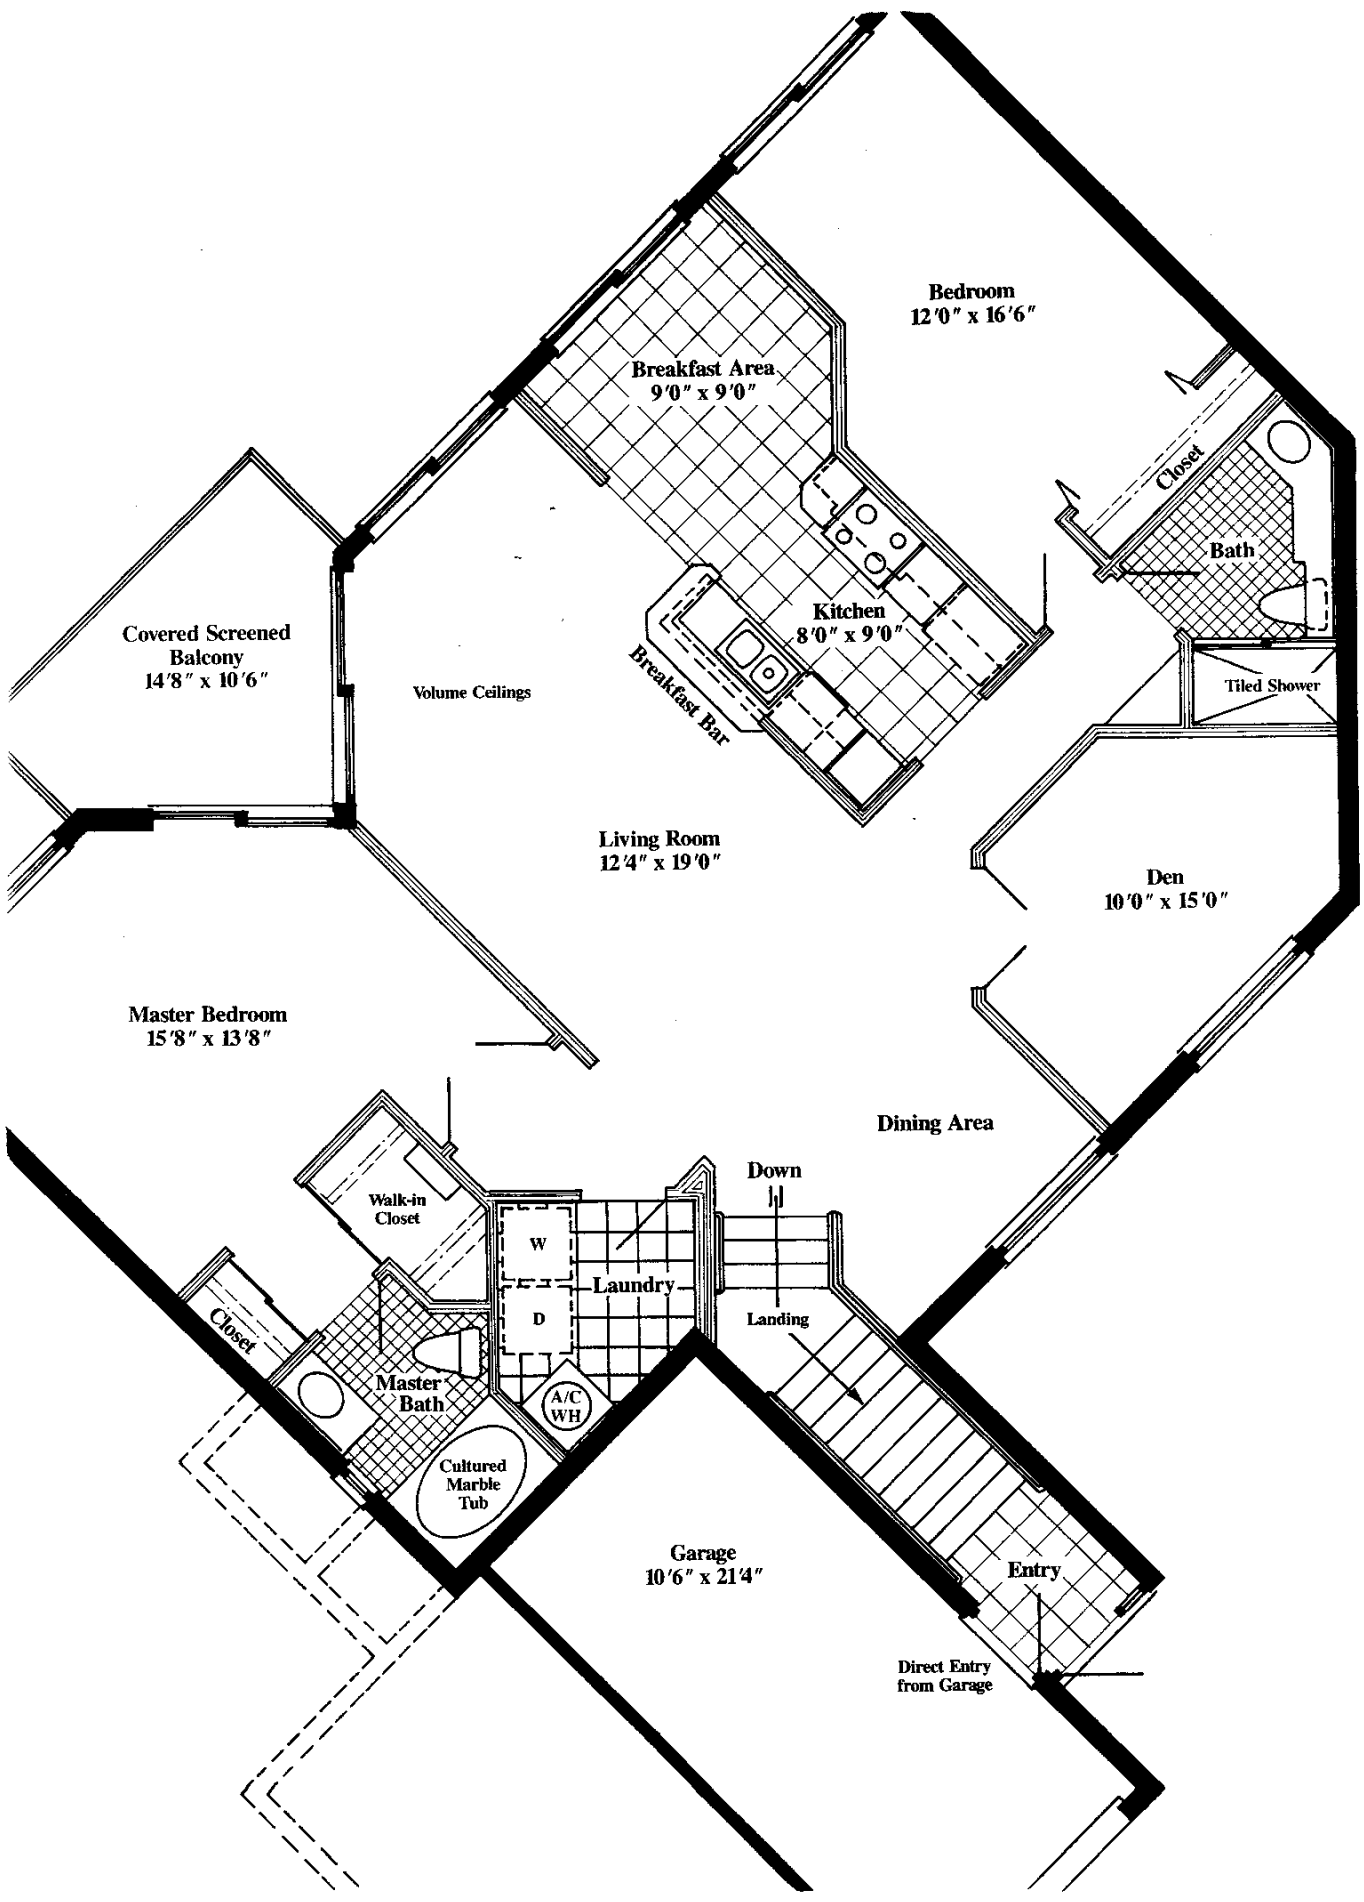 Bedroom
12'0" x 16'6"
Breakfast Area
9'0" x 9'0"
Closet
Bath
Kitchen
8'0" x 9'0"
Covered Screened
Balcony
14'8" x 10'6"
Breakfast Bar
Volume Ceilings
Tiled Shower
Living Room
12'4" x 19'0"
Den
10'0" x 15'0"
Master Bedroom
15'8" x 13'8"
Dining Area
Down
Walk-in
Closet
W
Laundry
D
Landing
Closet
Master
Bath
A/C
WH
Cultured
Marble
Tub
Garage
10'6" x 21'4"
Entry
Direct Entry
from Garage